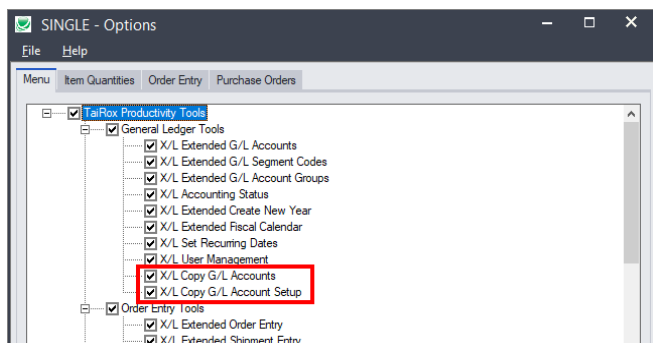 SINGLE - Options
File Help
Menu Item Quantities Order Entry Purchase Orders
TaiRox Productivity Tools
General Ledger Tools
X/L Extended G/L Accounts
X/L Extended G/L Segment Codes
X/L Extended G/L Account Groups
X/L Accounting Status
X/L Extended Create New Year
X/L Extended Fiscal Calendar
X/L Set Recurring Dates
X/L User Management
X/L Copy G/L Accounts
X/L Copy G/L Account Setup
Order Entry Tools
X/L Extended Order Entry
X/L Extended Shipment Entry